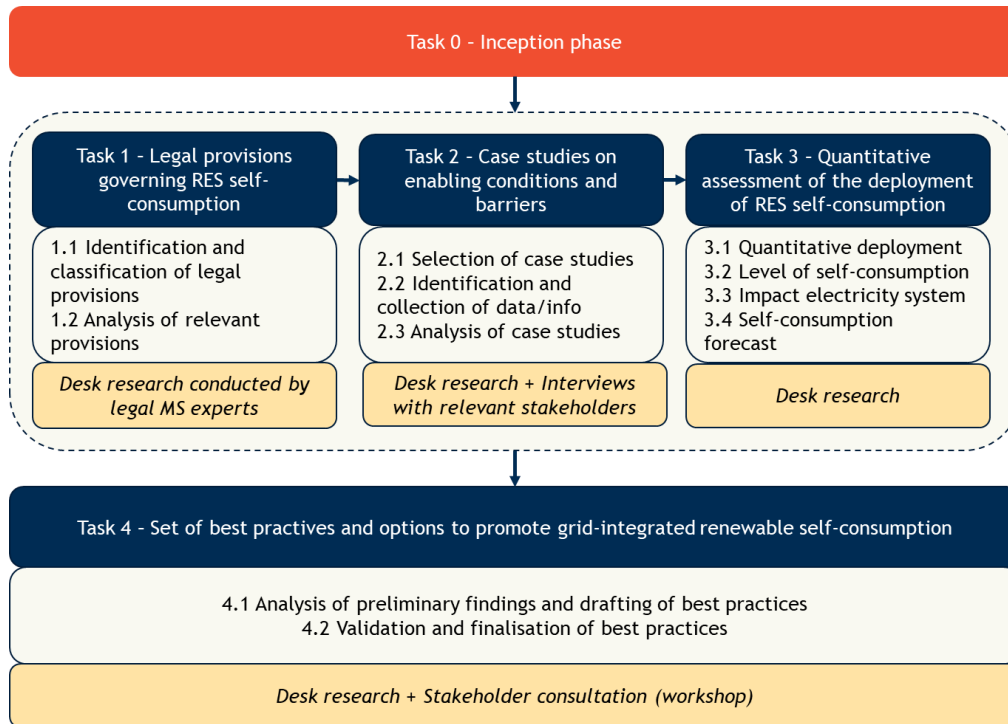 Task 0 – Inception phase
Task 1 – Legal provisions
governing RES self-
consumption
1.1 Identification and
classification of legal
provisions
1.2 Analysis of relevant
provisions
Desk research conducted by
legal MS experts
Task 2 – Case studies on
enabling conditions and
barriers
2.1 Selection of case studies
2.2 Identification and
collection of data/info
2.3 Analysis of case studies
Desk research + Interviews
with relevant stakeholders
Task 3 – Quantitative
assessment of the deployment
of RES self-consumption
3.1 Quantitative deployment
3.2 Level of self-consumption
3.3 Impact electricity system
3.4 Self-consumption
forecast
Desk research
Task 4 – Set of best practives and options to promote grid-integrated renewable self-consumption
4.1 Analysis of preliminary findings and drafting of best practices
4.2 Validation and finalisation of best practices
Desk research + Stakeholder consultation (workshop)